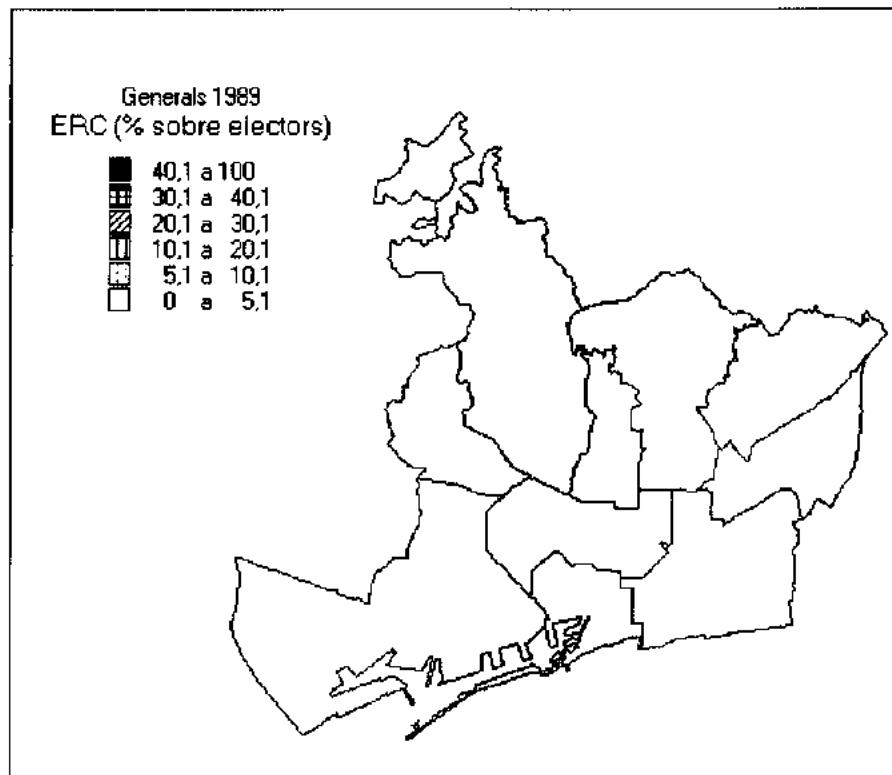 Generals 1989
ERC (% sobre electors)
40,1 a 100
30,1 a 40,1
20,1 a 30,1
10,1 a 20,1
5,1 a 10,1
0 a 5,1